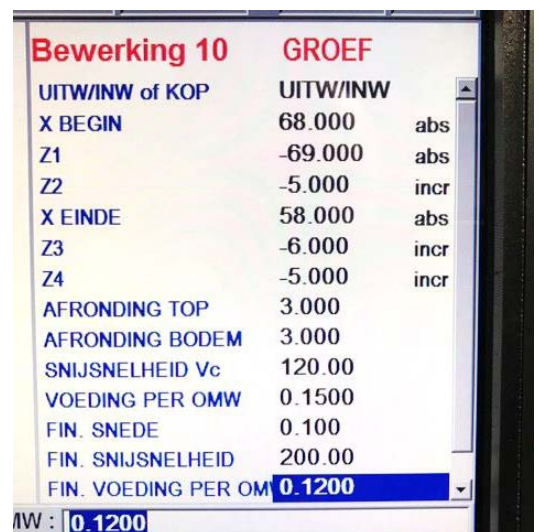 Bewerking 10 GROEF
UITW/INW of KOP UITW/INW
X BEGIN 68.000 abs
Z1 -69.000 abs
Z2 -5.000 incr
X EINDE 58.000 abs
Z3 -6.000 incr
Z4 -5.000 incr
AFRONDING TOP 3.000
AFRONDING BODEM 3.000
SNIJSNELHEID Vc 120.00
VOEDING PER OMW 0.1500
FIN. SNEDE 0.100
FIN. SNIJSNELHEID 200.00
FIN. VOEDING PER OMW 0.1200
MW : 0.1200